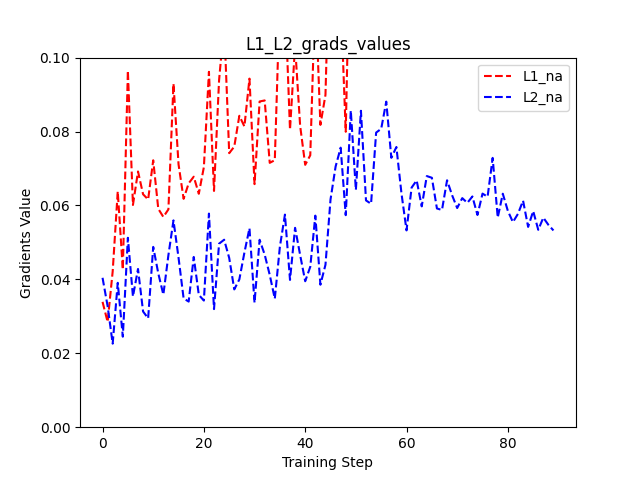 L1_L2_grads_values
0.10
0.08
0.06
0.04
0.02
0.00
Gradients Value
0
20
40
60
80
Training Step
L1_na
L2_na